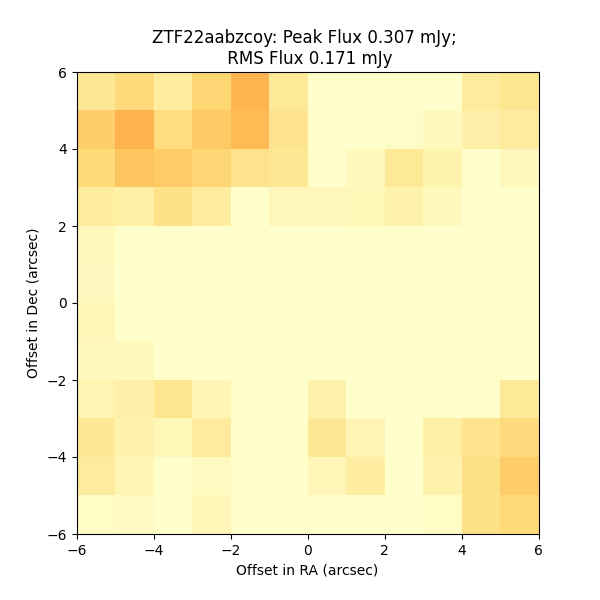 ZTF22aabzcoy: Peak Flux 0.307 mJy;
RMS Flux 0.171 mJy
6
4
2
0
−2
−4
−6
Offset in Dec (arcsec)
−6 −4 −2 0 2 4 6
Offset in RA (arcsec)